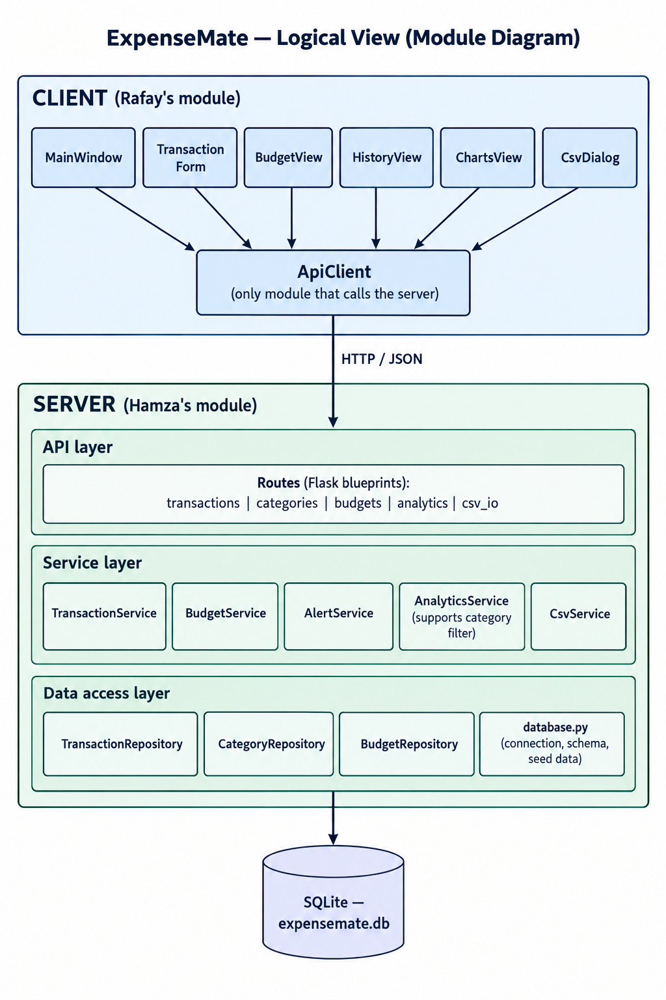 ExpenseMate — Logical View (Module Diagram)
CLIENT (Rafay's module)
MainWindow
Transaction
Form
BudgetView
HistoryView
ChartsView
CsvDialog
ApiClient
(only module that calls the server)
HTTP / JSON
SERVER (Hamza's module)
API layer
Routes (Flask blueprints):
transactions | categories | budgets | analytics | csv_io
Service layer
TransactionService
BudgetService
AlertService
AnalyticsService
(supports category
filter)
CsvService
Data access layer
TransactionRepository
CategoryRepository
BudgetRepository
database.py
(connection, schema,
seed data)
SQLite —
expensemate.db